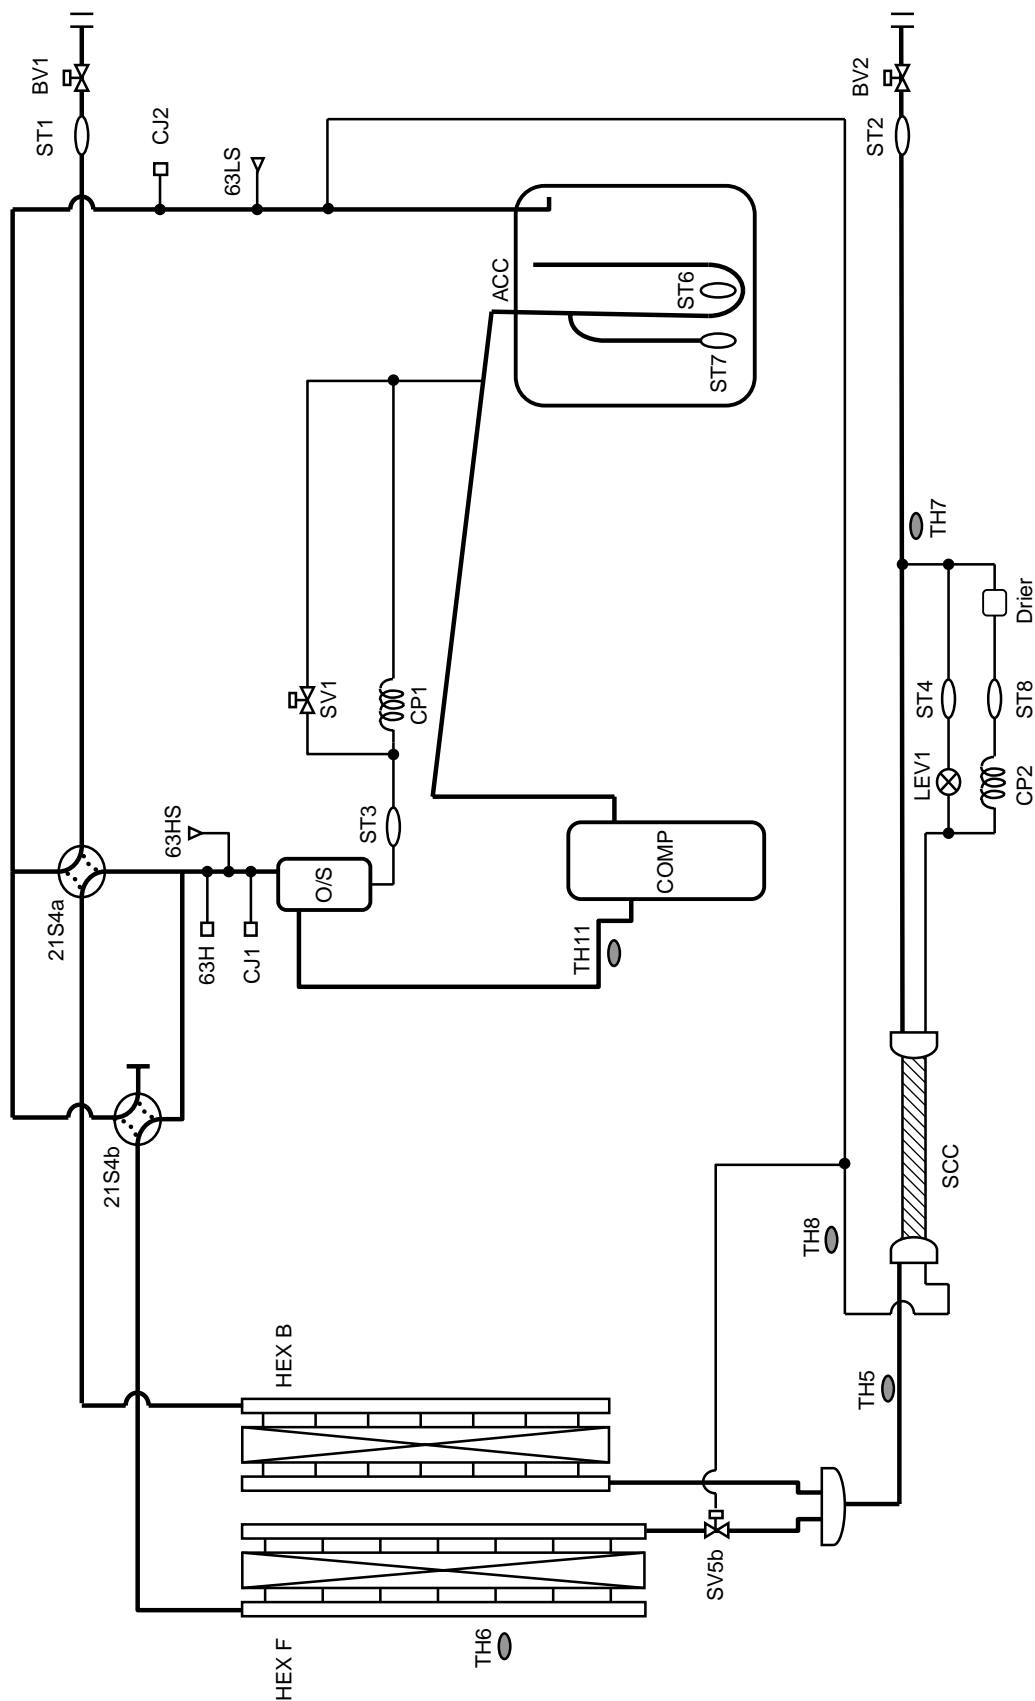 BV1
ST1
CJ2
63LS
BV2
ST2
ACC
ST6
ST7
TH7
Drier
SV1
CP1
ST4
ST8
LEV1
CP2
63HS
ST3
21S4a
O/S
COMP
63H
CJ1
TH11
21S4b
SCC
TH8
HEX B
TH5
SV5b
HEX F
TH6